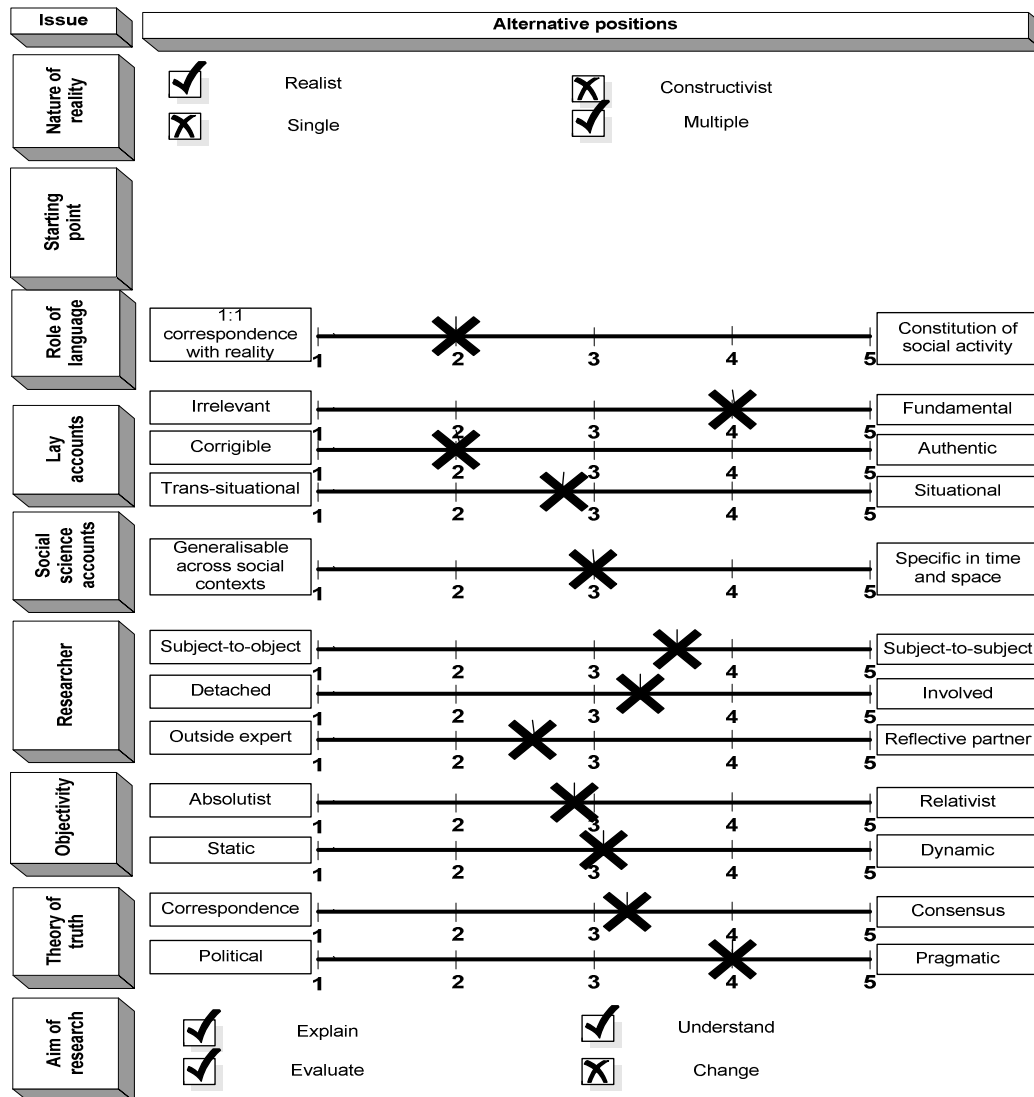 Issue
Alternative positions
Nature of
reality
Realist
Constructivist
Single
Multiple
Starting
point
Role of
language
1:1
correspondence
with reality
1 2 3 4 5
Constitution of
social activity
Lay
accounts
Irrelevant
1 2 3 4 5
Fundamental
Corrigible
1 2 3 4 5
Authentic
Trans-situational
1 2 3 4 5
Situational
Social
science
accounts
Generalisable
across social
contexts
1 2 3 4 5
Specific in time
and space
Researcher
Subject-to-object
1 2 3 4 5
Subject-to-subject
Detached
1 2 3 4 5
Involved
Outside expert
1 2 3 4 5
Reflective partner
Objectivity
Absolutist
1 2 3 4 5
Relativist
Static
1 2 3 4 5
Dynamic
Theory of
truth
Correspondence
1 2 3 4 5
Consensus
Political
1 2 3 4 5
Pragmatic
Aim of
research
Explain
Understand
Evaluate
Change